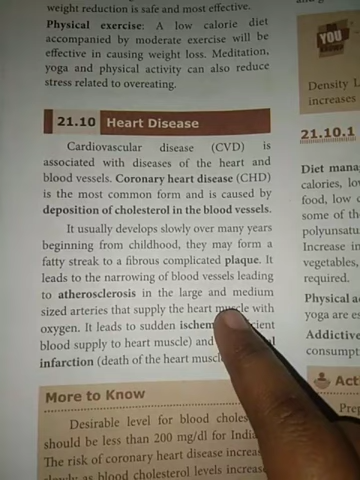 weight reduction is safe and most effective.
Physical exercise: A low calorie diet
accompanied by moderate exercise will be
effective in causing weight loss. Meditation,
yoga and physical activity can also reduce
stress related to overeating.
21.10 Heart Disease
Cardiovascular disease (CVD) is
associated with diseases of the heart and
blood vessels. Coronary heart disease (CHD)
is the most common form and is caused by
deposition of cholesterol in the blood vessels.
It usually develops slowly over many years
beginning from childhood, they may form a
fatty streak to a fibrous complicated plaque. It
leads to the narrowing of blood vessels leading
to atherosclerosis in the large and medium
sized arteries that supply the heart muscle with
oxygen. It leads to sudden
blood supply to heart muscle) and
infarction (death of the heart
More to Know
Desirable level for blood
should be less than 200 mg/dl for
The risk of coronary heart disease
as blood cholesterol levels
YOU
Density
increases
21.10.1
Diet
calories,
food, low
some of the
Increase in
vegetables,
required.
Physical
yoga are